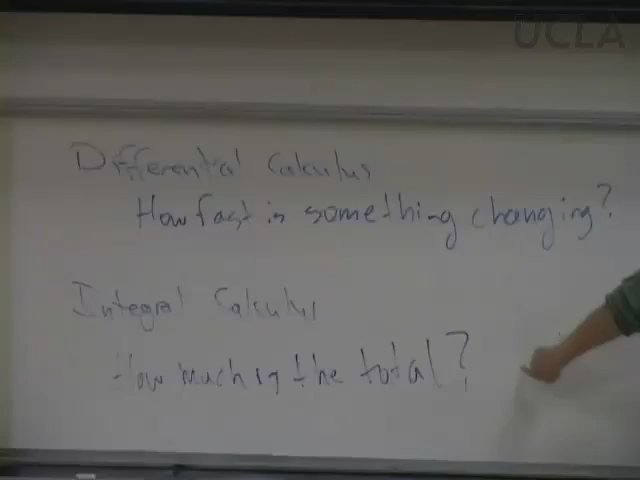 UCLA
Differential Calculus
How fast is something changing?
Integral Calculus
How much is the total?